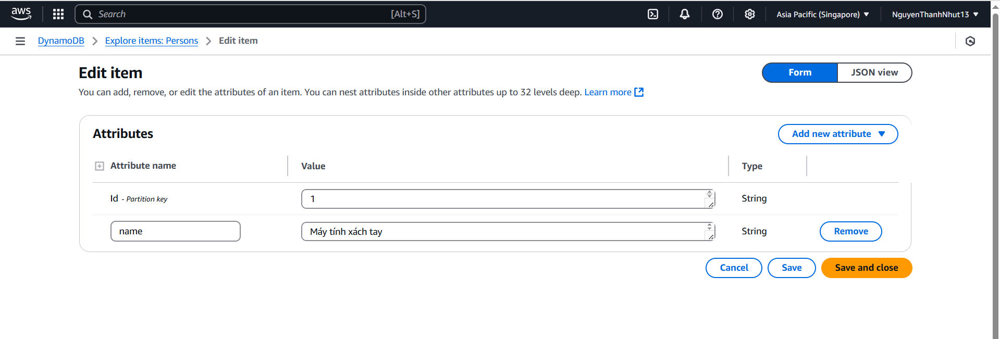 aws Search [Alt+S] Asia Pacific (Singapore) NguyenThanhNhut13
DynamoDB Explore items: Persons Edit item
Edit item Form JSON view
You can add, remove, or edit the attributes of an item. You can nest attributes inside other attributes up to 32 levels deep. Learn more
Attributes Add new attribute
Attribute name Value Type
Id - Partition key 1 String
name Máy tính xách tay String Remove
Cancel Save Save and close